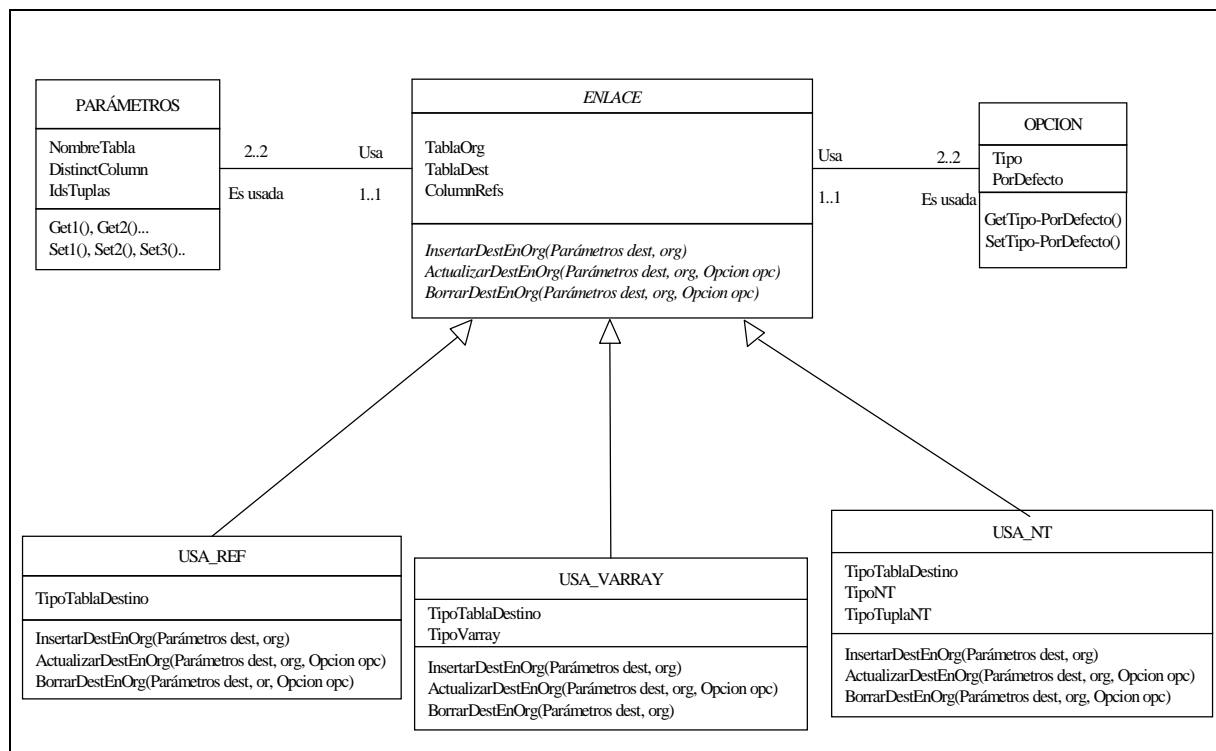 PARÁMETROS
NombreTabla
DistinctColumn
IdsTuplas
Get1(), Get2()...
Set1(), Set2(), Set3()..
2..2
Es usada
Usa
1..1
ENLACE
TablaOrg
TablaDest
ColumnRefs
InsertarDestEnOrg(Parámetros dest, org)
ActualizarDestEnOrg(Parámetros dest, org, Opcion opc)
BorrarDestEnOrg(Parámetros dest, org, Opcion opc)
Usa
1..1
2..2
Es usada
OPCION
Tipo
PorDefecto
GetTipo-PorDefecto()
SetTipo-PorDefecto()
USA_REF
TipoTablaDestino
InsertarDestEnOrg(Parámetros dest, org)
ActualizarDestEnOrg(Parámetros dest, org, Opcion opc)
BorrarDestEnOrg(Parámetros dest, or, Opcion opc)
USA_VARRAY
TipoTablaDestino
TipoVarray
InsertarDestEnOrg(Parámetros dest, org)
ActualizarDestEnOrg(Parámetros dest, org, Opcion opc)
BorrarDestEnOrg(Parámetros dest, org)
USA_NT
TipoTablaDestino
TipoNT
TipoTuplaNT
InsertarDestEnOrg(Parámetros dest, org)
ActualizarDestEnOrg(Parámetros dest, org, Opcion opc)
BorrarDestEnOrg(Parámetros dest, org, Opcion opc)